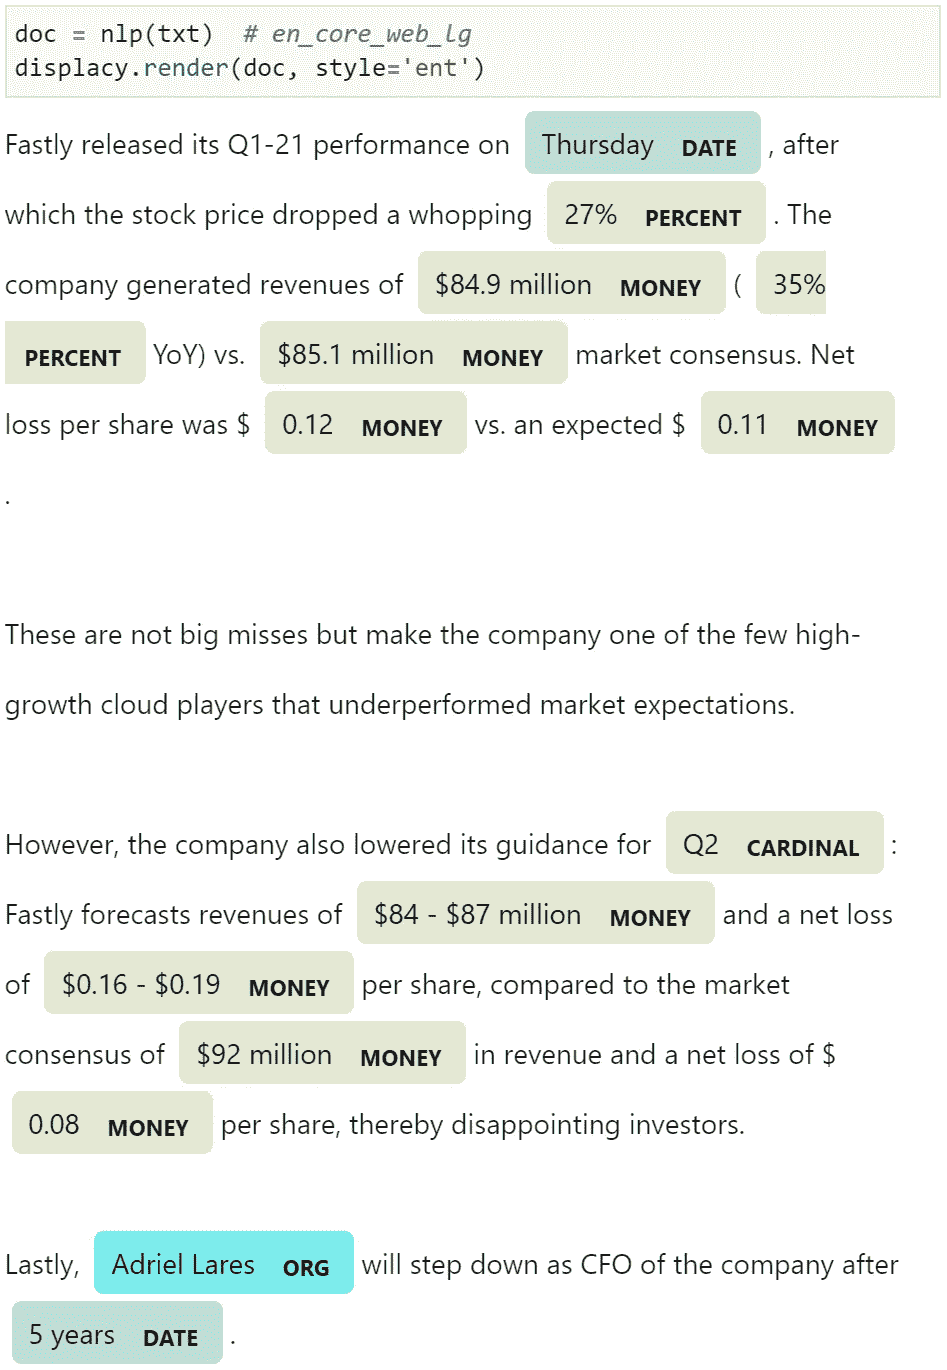 doc = nlp(txt)  # en_core_web_lg
displacy.render(doc, style='ent')
Fastly released its Q1-21 performance on Thursday DATE , after
which the stock price dropped a whopping 27% PERCENT . The
company generated revenues of $84.9 million MONEY ( 35%
PERCENT YoY) vs. $85.1 million MONEY market consensus. Net
loss per share was $ 0.12 MONEY vs. an expected $ 0.11 MONEY
.
These are not big misses but make the company one of the few high-
growth cloud players that underperformed market expectations.
However, the company also lowered its guidance for Q2 CARDINAL :
Fastly forecasts revenues of $84 - $87 million MONEY and a net loss
of $0.16 - $0.19 MONEY per share, compared to the market
consensus of $92 million MONEY in revenue and a net loss of $
0.08 MONEY per share, thereby disappointing investors.
Lastly, Adriel Lares ORG will step down as CFO of the company after
5 years DATE .